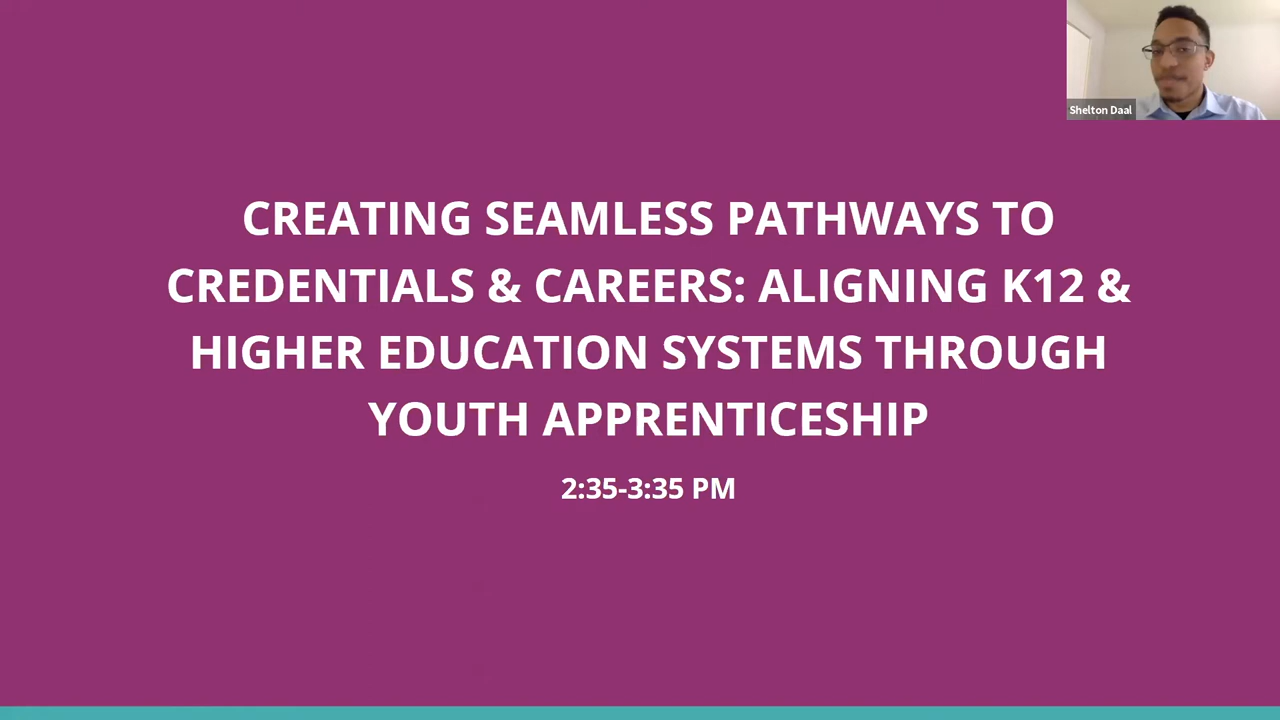 Shelton Daal
CREATING SEAMLESS PATHWAYS TO
CREDENTIALS & CAREERS: ALIGNING K12 &
HIGHER EDUCATION SYSTEMS THROUGH
YOUTH APPRENTICESHIP
2:35-3:35 PM